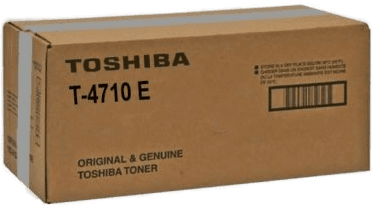 TOSHIBA
T-4710 E
ORIGINAL & GENUINE
TOSHIBA TONER